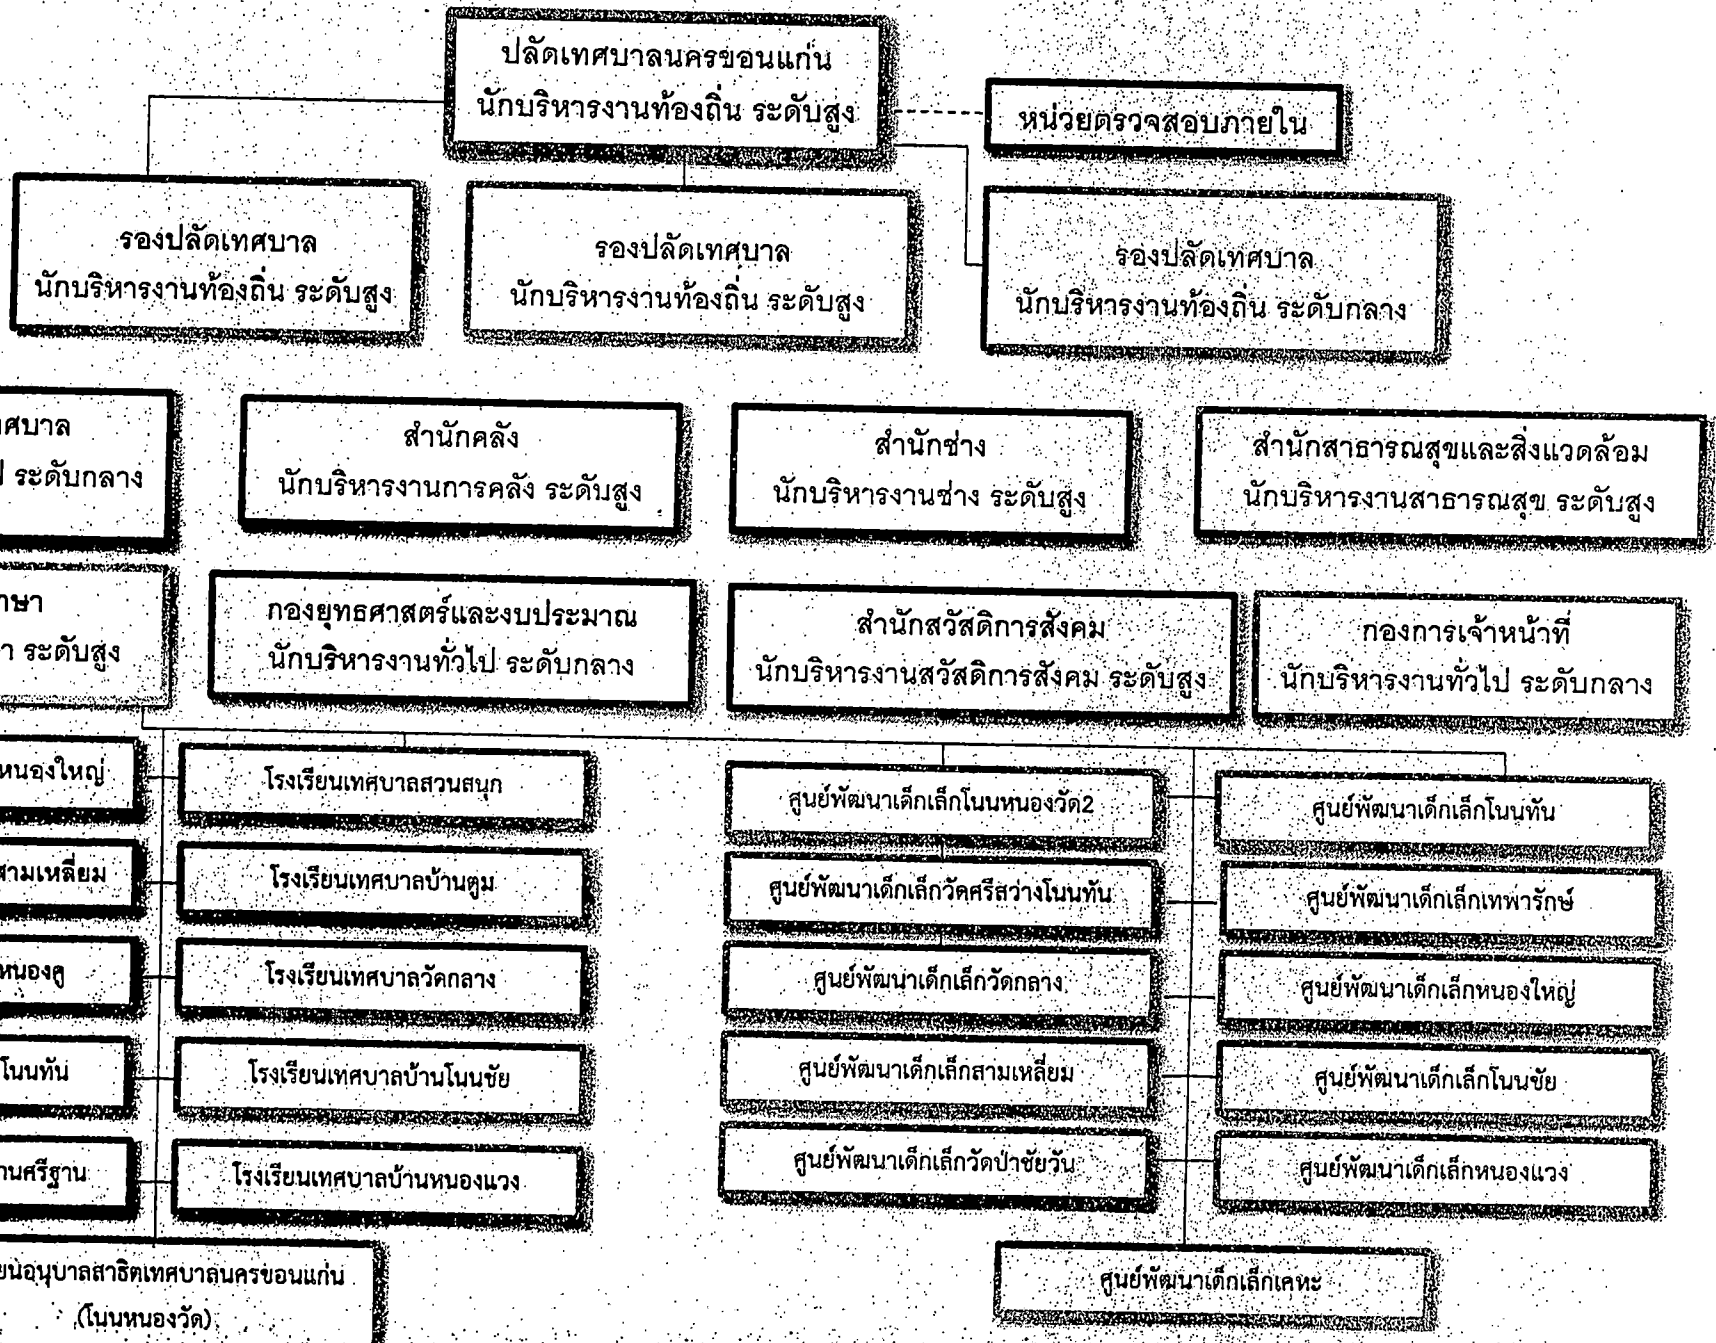 ปลัดเทศบาลนครขอนแก่น
นักบริหารงานท้องถิ่น ระดับสูง
หน่วยตรวจสอบภายใน
รองปลัดเทศบาล
นักบริหารงานท้องถิ่น ระดับสูง
รองปลัดเทศบาล
นักบริหารงานท้องถิ่น ระดับสูง
รองปลัดเทศบาล
นักบริหารงานท้องถิ่น ระดับกลาง
ศบาล
ป ระดับกลาง
สำนักคลัง
นักบริหารงานการคลัง ระดับสูง
สำนักช่าง
นักบริหารงานช่าง ระดับสูง
สำนักสาธารณสุขและสิ่งแวดล้อม
นักบริหารงานสาธารณสุข ระดับสูง
าษา
า ระดับสูง
กองยุทธศาสตร์และงบประมาณ
นักบริหารงานทั่วไป ระดับกลาง
สำนักสวัสดิการสังคม
นักบริหารงานสวัสดิการสังคม ระดับสูง
กองการเจ้าหน้าที่
นักบริหารงานทั่วไป ระดับกลาง
หนองใหญ่
โรงเรียนเทศบาลสวนสนุก
ศูนย์พัฒนาเด็กเล็กโนนหนองวัด2
ศูนย์พัฒนาเด็กเล็กโนนทัน
สามเหลี่ยม
โรงเรียนเทศบาลบ้านตูม
ศูนย์พัฒนาเด็กเล็กวัดศรีสว่างโนนทัน
ศูนย์พัฒนาเด็กเล็กเทพารักษ์
หนองคู
โรงเรียนเทศบาลวัดกลาง
ศูนย์พัฒนาเด็กเล็กวัดกลาง
ศูนย์พัฒนาเด็กเล็กหนองใหญ่
โนนทัน
โรงเรียนเทศบาลบ้านโนนชัย
ศูนย์พัฒนาเด็กเล็กสามเหลี่ยม
ศูนย์พัฒนาเด็กเล็กโนนชัย
านศรีฐาน
โรงเรียนเทศบาลบ้านหนองแวง
ศูนย์พัฒนาเด็กเล็กวัดป่าชัยวัน
ศูนย์พัฒนาเด็กเล็กหนองแวง
ยนอนุบาลสาธิตเทศบาลนครขอนแก่น
(โนนหนองวัด)
ศูนย์พัฒนาเด็กเล็กเคหะ